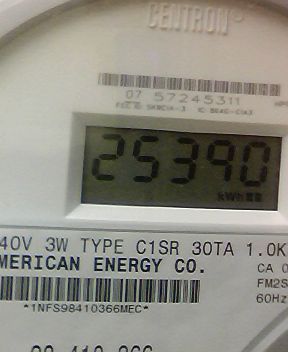 CENTRON
07 57245311
25390
kWh
40V 3W TYPE C1SR 30TA 1.0K
MERICAN ENERGY CO.
CA 0
FM2S
60Hz
*1NFS98410366MEC*